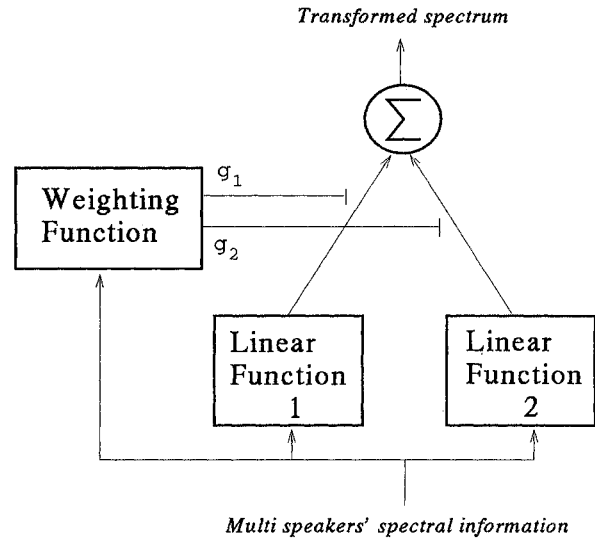 Transformed spectrum
Σ
g1
Weighting
Function
g2
Linear
Function
1
Linear
Function
2
Multi speakers' spectral information